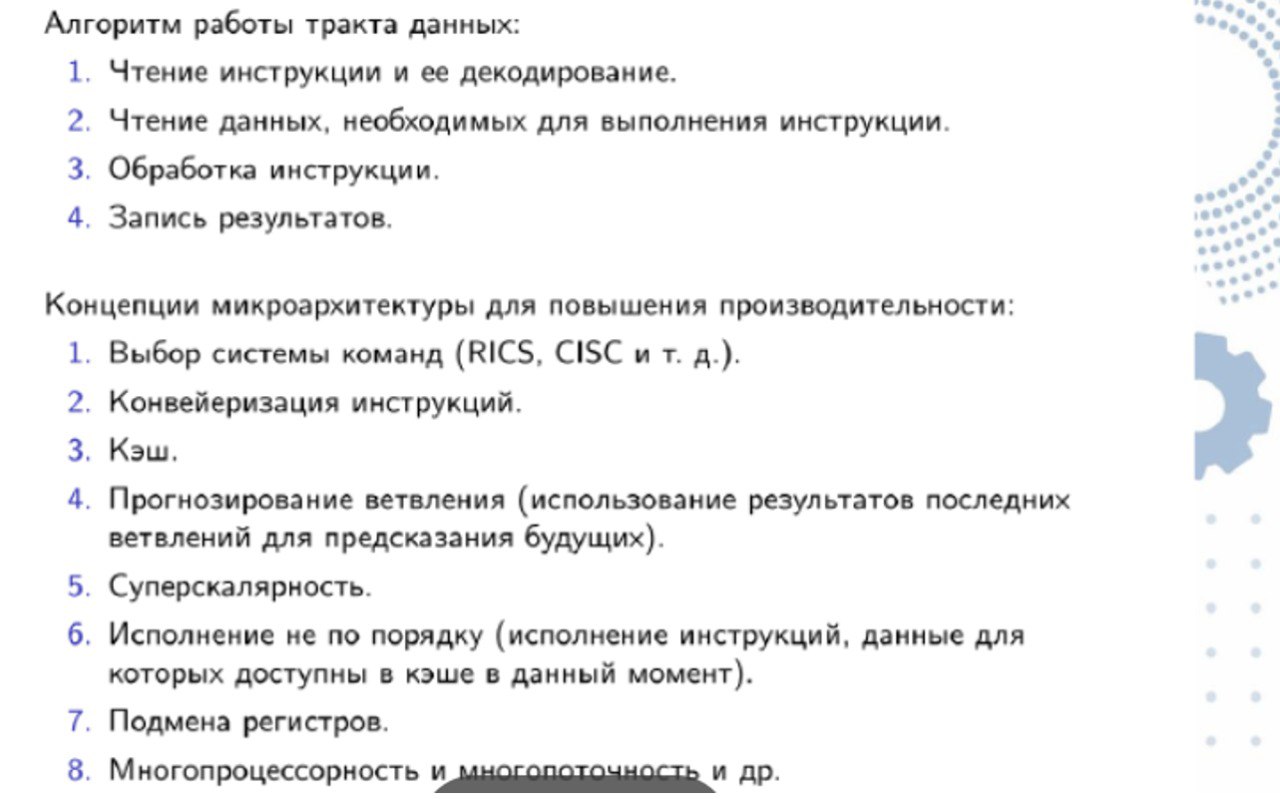 Алгоритм работы тракта данных:
1. Чтение инструкции и ее декодирование.
2. Чтение данных, необходимых для выполнения инструкции.
3. Обработка инструкции.
4. Запись результатов.
Концепции микроархитектуры для повышения производительности:
1. Выбор системы команд (RICS, CISC и т. д.).
2. Конвейеризация инструкций.
3. Кэш.
4. Прогнозирование ветвления (использование результатов последних
ветвлений для предсказания будущих).
5. Суперскалярность.
6. Исполнение не по порядку (исполнение инструкций, данные для
которых доступны в кэше в данный момент).
7. Подмена регистров.
8. Многопроцессорность и многопоточность и др.